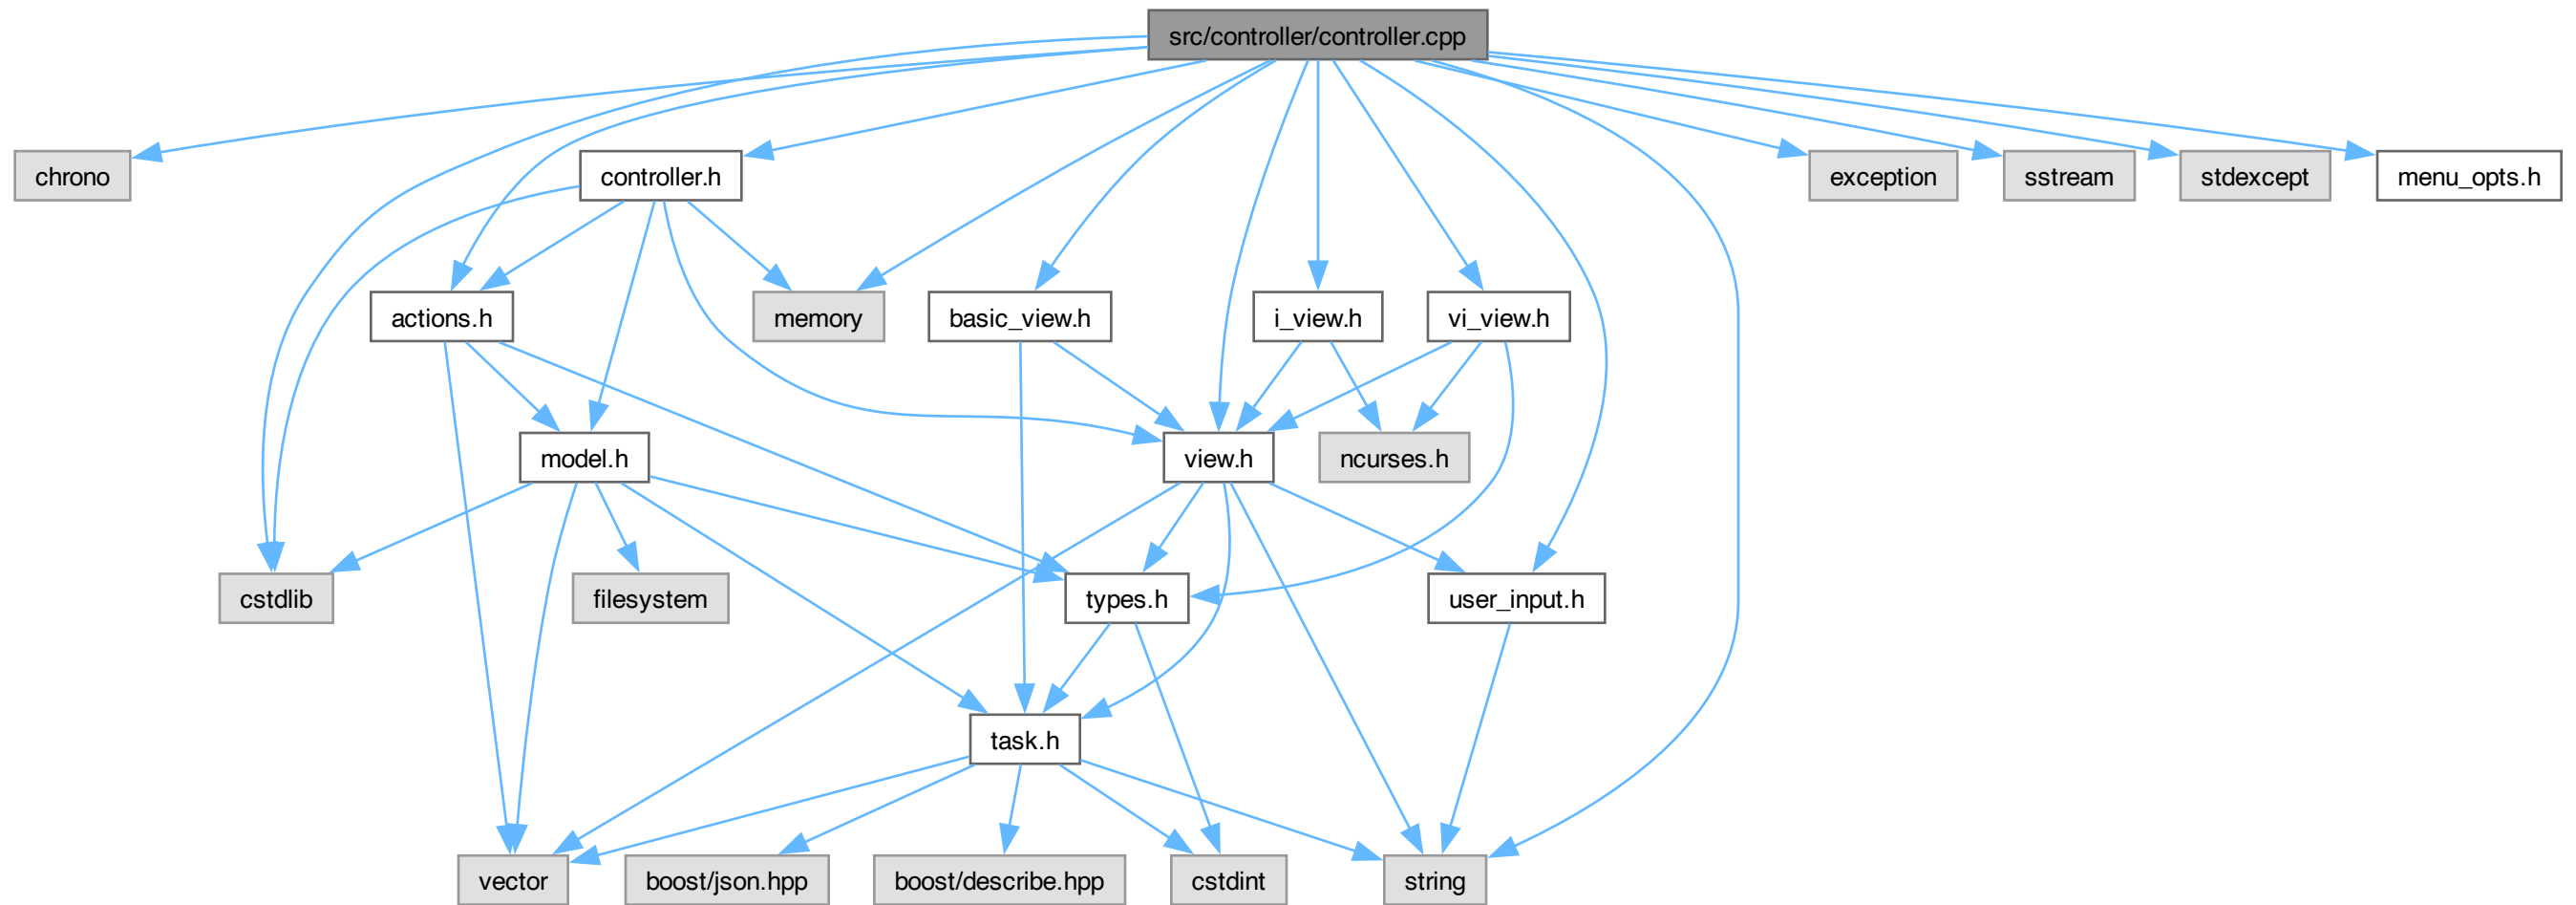 src/controller/controller.cpp
chrono
controller.h
exception
sstream
stdexcept
menu_opts.h
actions.h
memory
basic_view.h
i_view.h
vi_view.h
model.h
view.h
ncurses.h
cstdlib
filesystem
types.h
user_input.h
task.h
vector
boost/json.hpp
boost/describe.hpp
cstdint
string